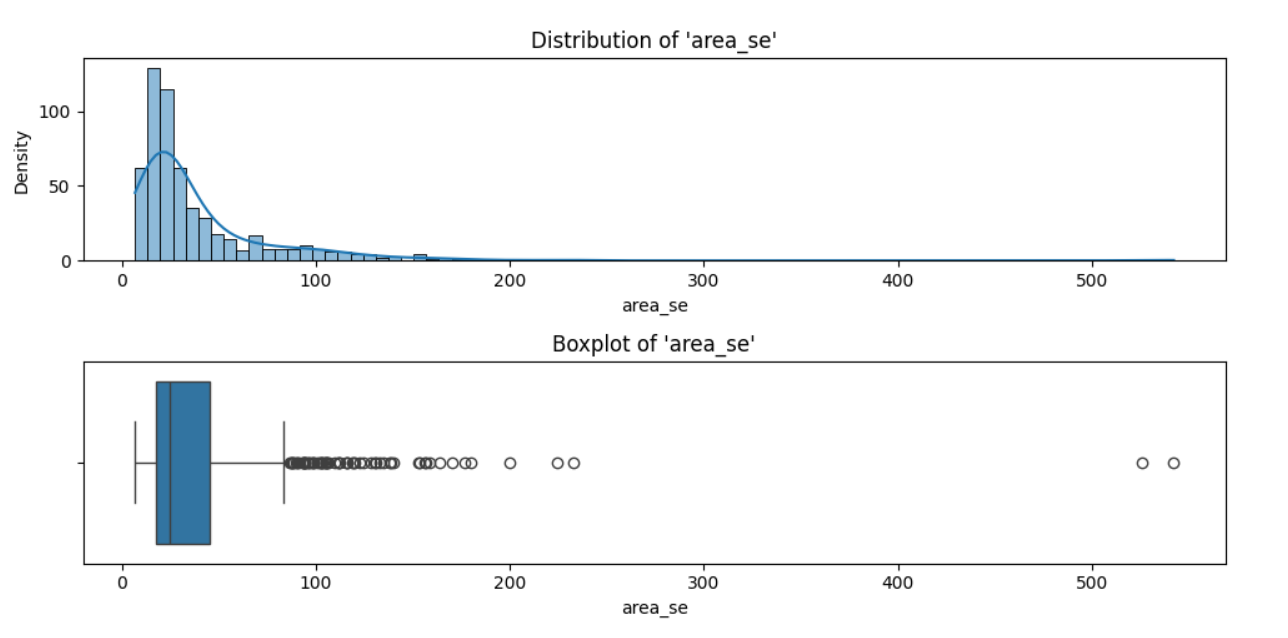 Distribution of 'area_se'
Density
100
50
0
0 100 200 300 400 500
area_se
Boxplot of 'area_se'
0 100 200 300 400 500
area_se